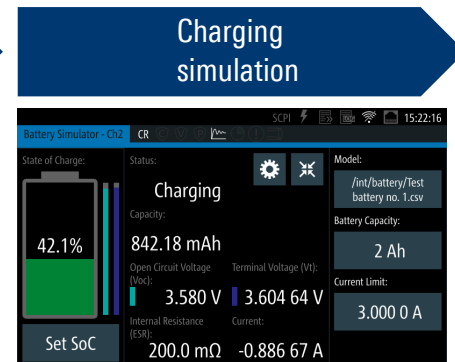 Charging
simulation
SCPI 15:22:16
Battery Simulator - Ch2 CR C V P
State of Charge:
Status:
Model:
Charging
/int/battery/Test
battery no. 1.csv
Capacity:
Battery Capacity:
42.1%
842.18 mAh
2 Ah
Open Circuit Voltage
(Voc):
Terminal Voltage (Vt):
Current Limit:
3.580 V
3.604 64 V
3.000 0 A
Internal Resistance
(ESR):
Current:
Set SoC
200.0 mΩ
-0.886 67 A